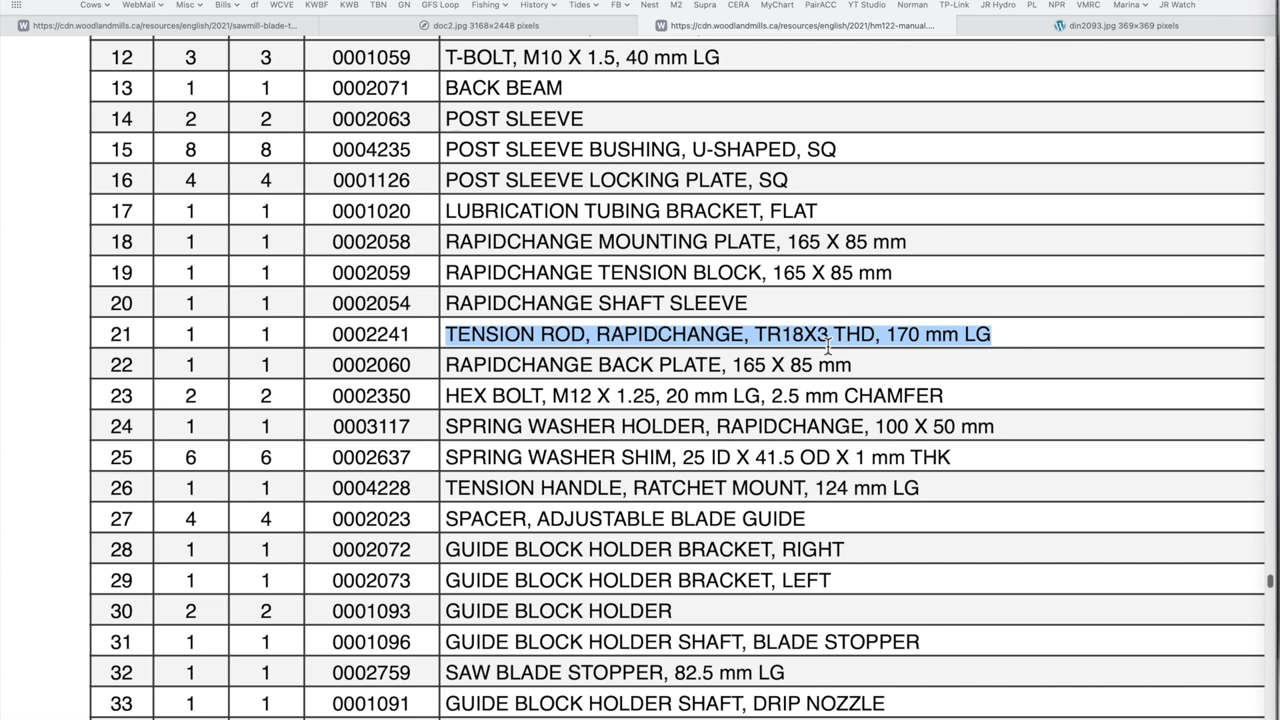 Cows WebMail Misc Bills df WCVE KWBF KWB TBN GN GFS Loop Fishing History Teles FB Nest M2 Supra CERA MyChart PairACC YT Studio Norman TP-Link JR Hydro PL NPR VMRC Marina JR Watch
https://cdn.woodlandmills.ca/resources/english/2021/sawmill-blade-t... doc2.jpg 3168×2448 pixels https://cdn.woodlandmills.ca/resources/english/2021/hm122-manual.... din2093.jpg 369×369 pixels
12 3 3 0001059 T-BOLT, M10 X 1.5, 40 mm LG
13 1 1 0002071 BACK BEAM
14 2 2 0002063 POST SLEEVE
15 8 8 0004235 POST SLEEVE BUSHING, U-SHAPED, SQ
16 4 4 0001126 POST SLEEVE LOCKING PLATE, SQ
17 1 1 0001020 LUBRICATION TUBING BRACKET, FLAT
18 1 1 0002058 RAPIDCHANGE MOUNTING PLATE, 165 X 85 mm
19 1 1 0002059 RAPIDCHANGE TENSION BLOCK, 165 X 85 mm
20 1 1 0002054 RAPIDCHANGE SHAFT SLEEVE
21 1 1 0002241 TENSION ROD, RAPIDCHANGE, TR18X3 THD, 170 mm LG
22 1 1 0002060 RAPIDCHANGE BACK PLATE, 165 X 85 mm
23 2 2 0002350 HEX BOLT, M12 X 1.25, 20 mm LG, 2.5 mm CHAMFER
24 1 1 0003117 SPRING WASHER HOLDER, RAPIDCHANGE, 100 X 50 mm
25 6 6 0002637 SPRING WASHER SHIM, 25 ID X 41.5 OD X 1 mm THK
26 1 1 0004228 TENSION HANDLE, RATCHET MOUNT, 124 mm LG
27 4 4 0002023 SPACER, ADJUSTABLE BLADE GUIDE
28 1 1 0002072 GUIDE BLOCK HOLDER BRACKET, RIGHT
29 1 1 0002073 GUIDE BLOCK HOLDER BRACKET, LEFT
30 2 2 0001093 GUIDE BLOCK HOLDER
31 1 1 0001096 GUIDE BLOCK HOLDER SHAFT, BLADE STOPPER
32 1 1 0002759 SAW BLADE STOPPER, 82.5 mm LG
33 1 1 0001091 GUIDE BLOCK HOLDER SHAFT, DRIP NOZZLE